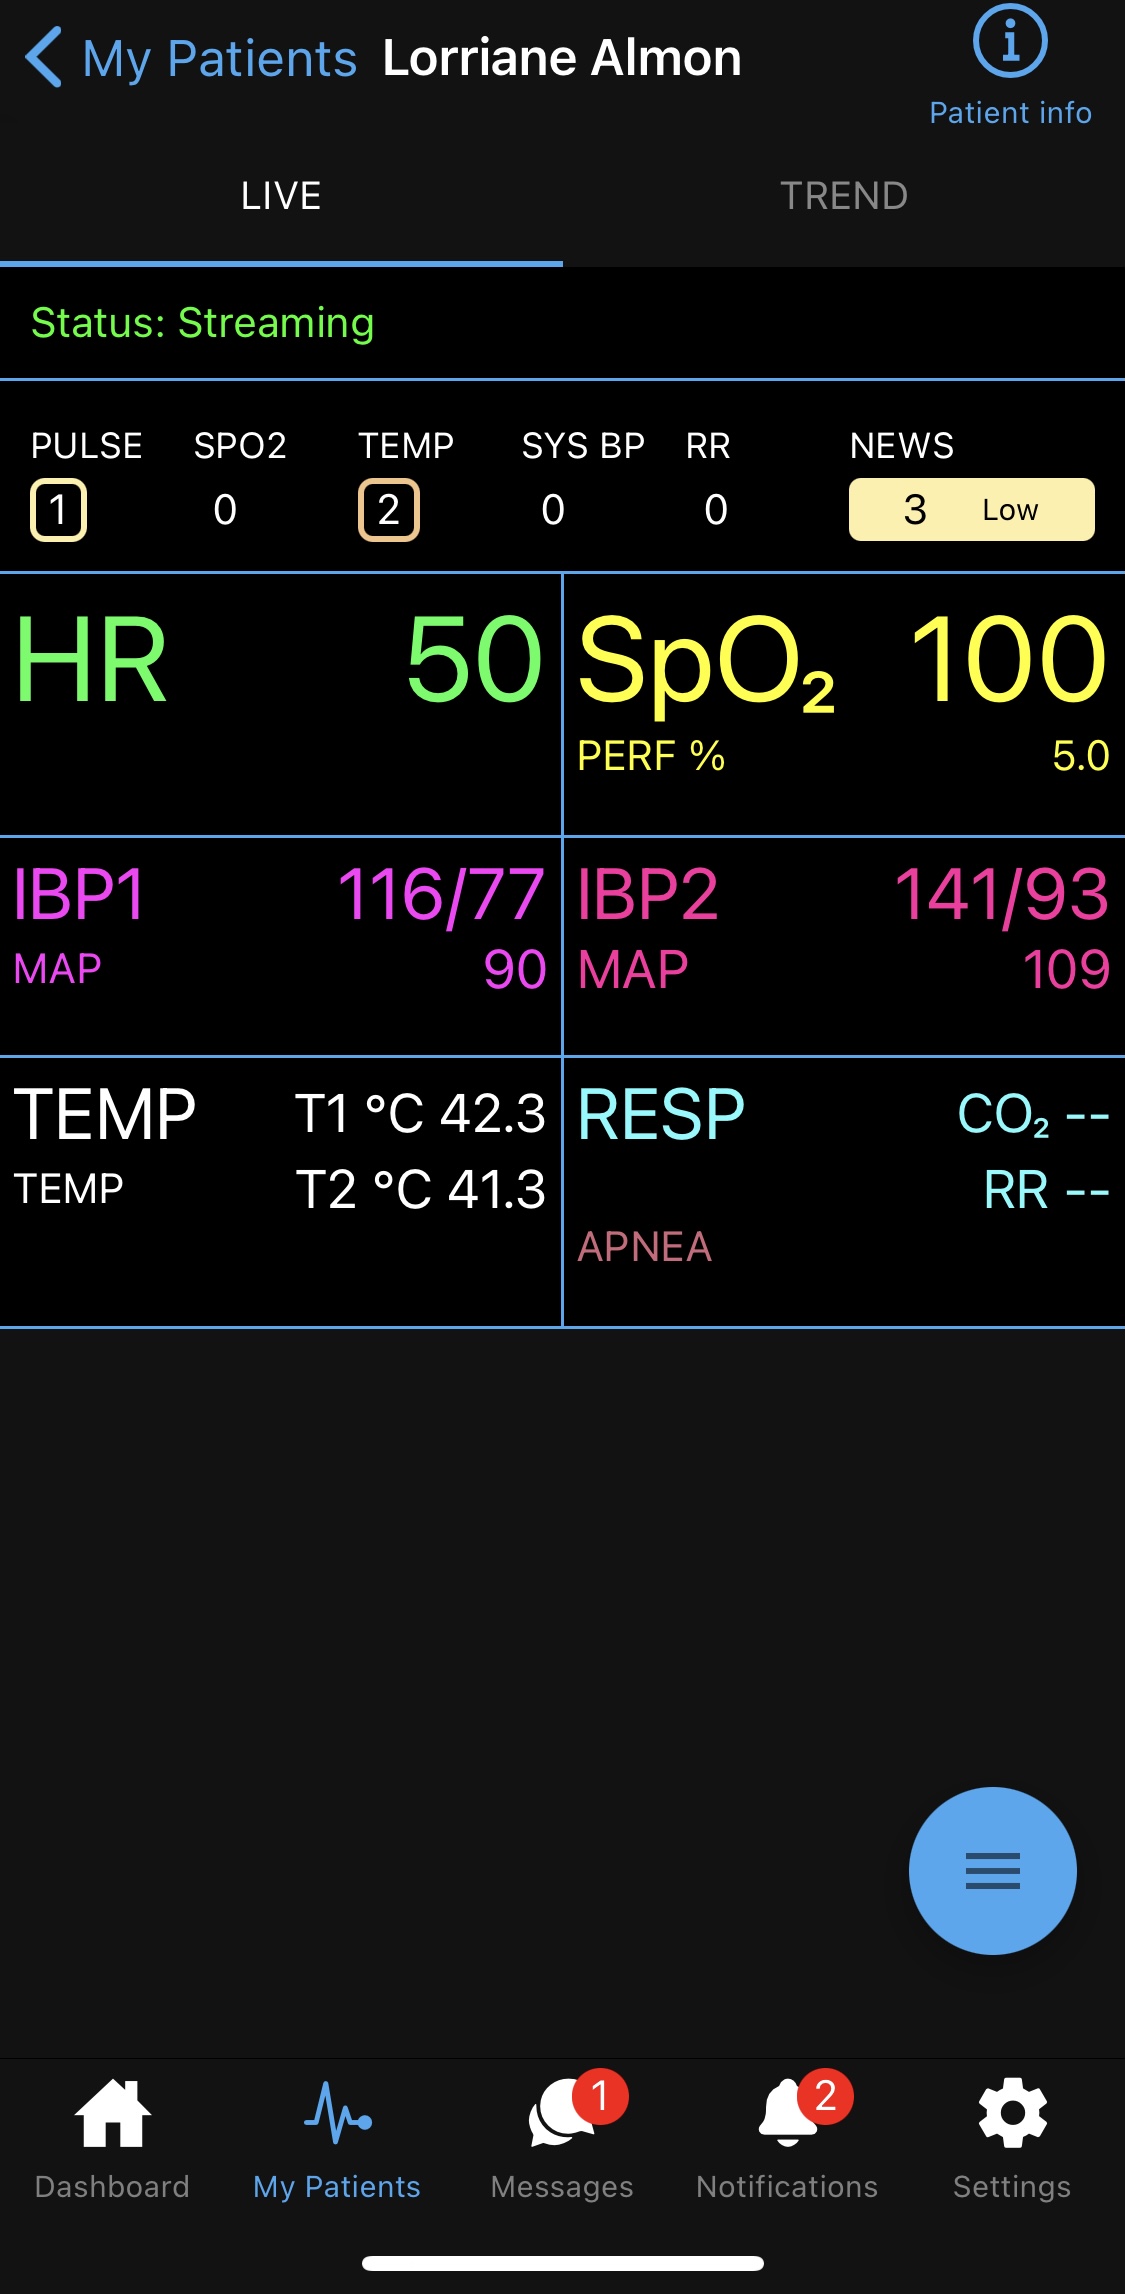 My Patients Lorriane Almon
Patient info
LIVE TREND
Status: Streaming
PULSE SPO2 TEMP SYS BP RR NEWS
1 0 2 0 0 3 Low
HR 50
SpO₂ 100
PERF % 5.0
IBP1 116/77
MAP 90
IBP2 141/93
MAP 109
TEMP T1 °C 42.3
TEMP T2 °C 41.3
RESP CO₂ --
RR --
APNEA
1 2
Dashboard My Patients Messages Notifications Settings